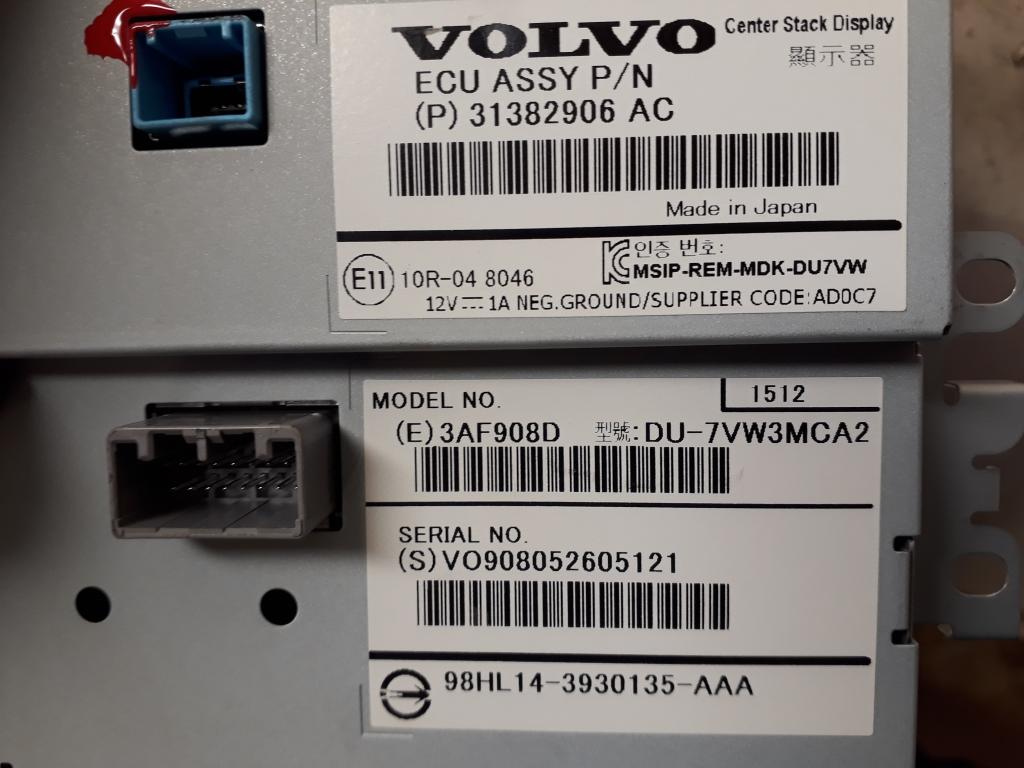 VOLVO Center Stack Display
顯示器
ECU ASSY P/N
(P) 31382906 AC
Made in Japan
E11 10R-04 8046
인증 번호:
MSIP-REM-MDK-DU7VW
12V⎓1A NEG.GROUND/SUPPLIER CODE:AD0C7
MODEL NO. 1512
(E)3AF908D 型號:DU-7VW3MCA2
SERIAL NO.
(S)VO908052605121
98HL14-3930135-AAA